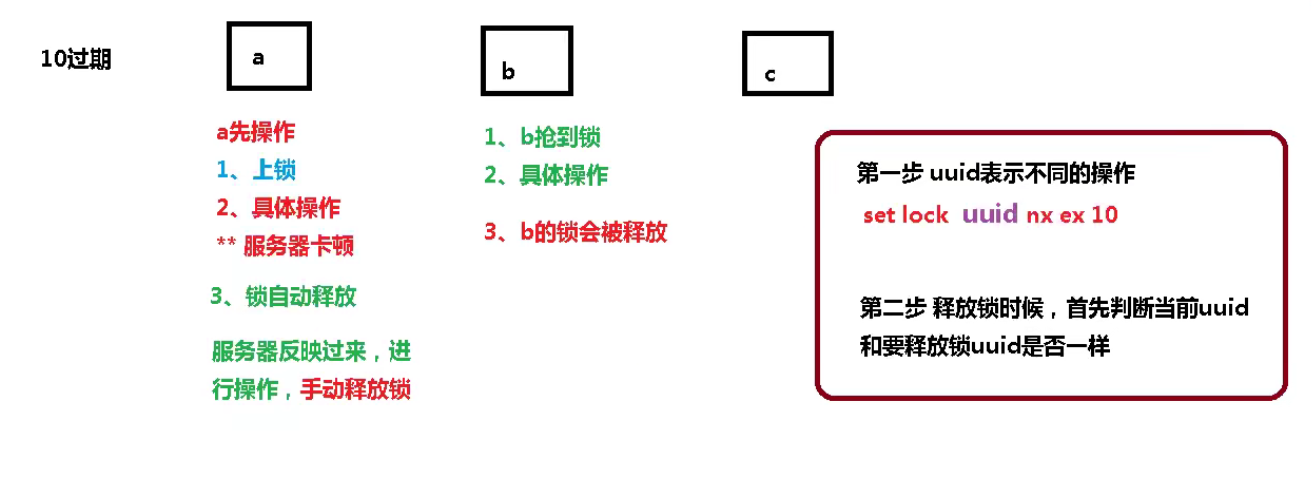 10过期
a
b
c
a先操作
1、上锁
2、具体操作
** 服务器卡顿
3、锁自动释放
服务器反映过来，进
行操作，手动释放锁
1、b抢到锁
2、具体操作
3、b的锁会被释放
第一步 uuid表示不同的操作
set lock uuid nx ex 10
第二步 释放锁时候，首先判断当前uuid
和要释放锁uuid是否一样